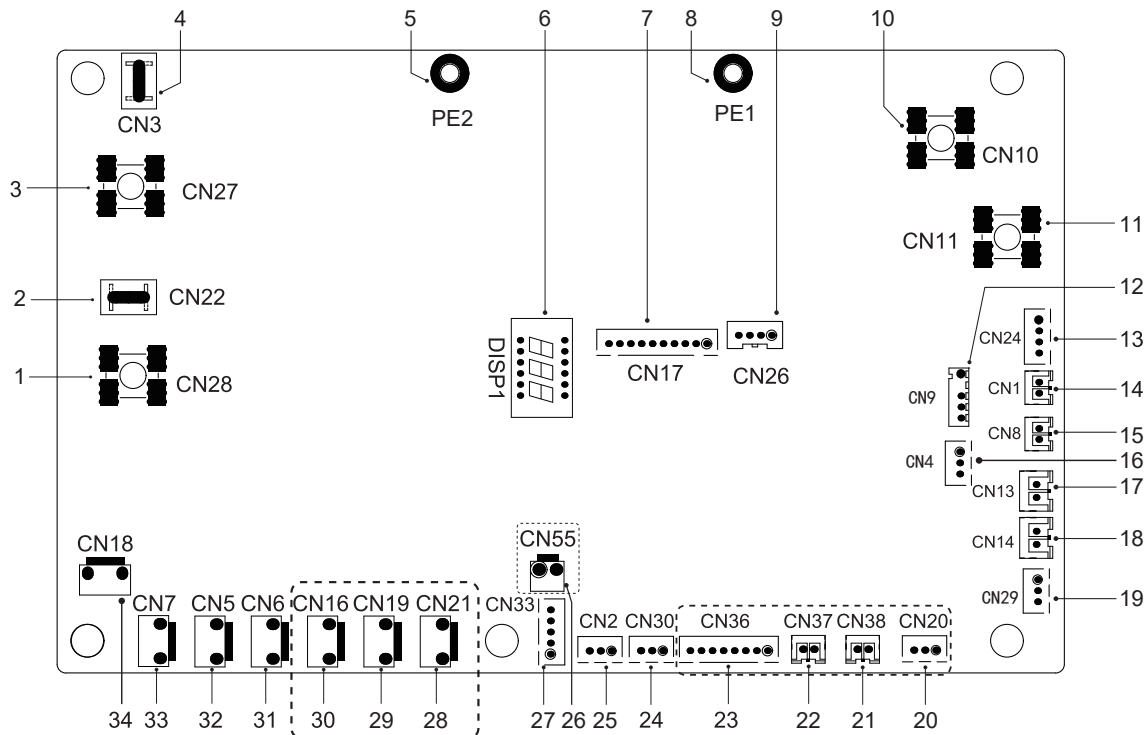 4 5 6 7 8 9 10
CN3 PE2 PE1
CN10
3 CN27
CN11 11
2 CN22
12
DISP1 CN17 CN26
CN24 13
1 CN28
CN9 CN1 14
CN8 15
CN4 16
CN13 17
CN14 18
CN18 CN55
CN29 19
CN7 CN5 CN6 CN16 CN19 CN21 CN33 CN2 CN30 CN36 CN37 CN38 CN20
34 33 32 31 30 29 28 27 26 25 24 23 22 21 20